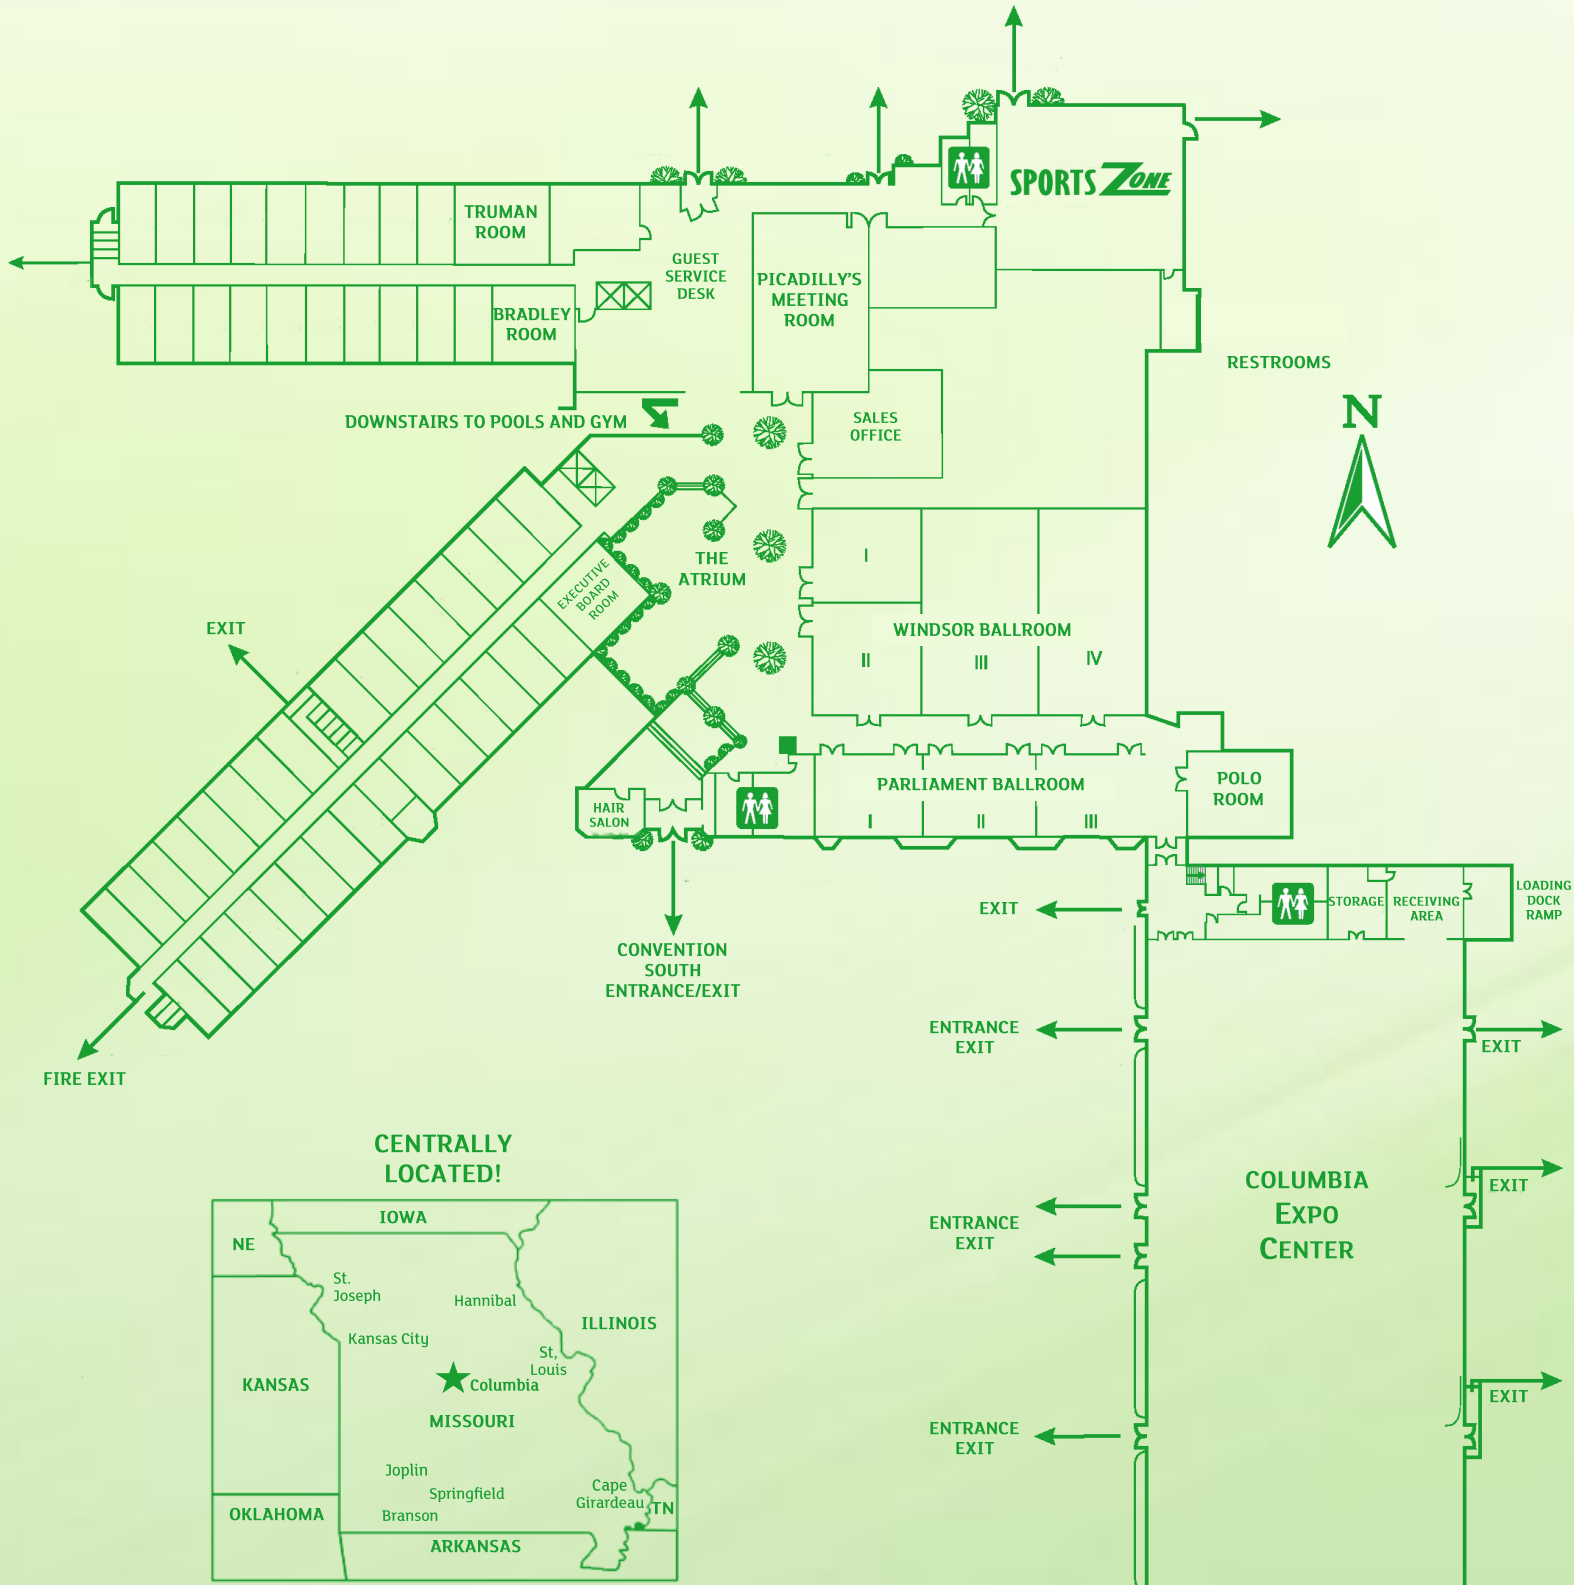 SPORTS ZONE
TRUMAN
ROOM
GUEST
SERVICE
DESK
PICADILLY'S
MEETING
ROOM
BRADLEY
ROOM
RESTROOMS
DOWNSTAIRS TO POOLS AND GYM
SALES
OFFICE
N
THE
ATRIUM
EXECUTIVE
BOARD
ROOM
I
WINDSOR BALLROOM
II
III
IV
EXIT
PARLIAMENT BALLROOM
I
II
III
POLO
ROOM
HAIR
SALON
STORAGE
RECEIVING
AREA
LOADING
DOCK
RAMP
EXIT
CONVENTION
SOUTH
ENTRANCE/EXIT
ENTRANCE
EXIT
EXIT
FIRE EXIT
COLUMBIA
EXPO
CENTER
EXIT
ENTRANCE
EXIT
EXIT
ENTRANCE
EXIT
CENTRALLY
LOCATED!
IOWA
NE
St.
Joseph
Hannibal
ILLINOIS
Kansas City
St,
Louis
KANSAS
Columbia
MISSOURI
Joplin
Springfield
Cape
Girardeau
TN
OKLAHOMA
Branson
ARKANSAS